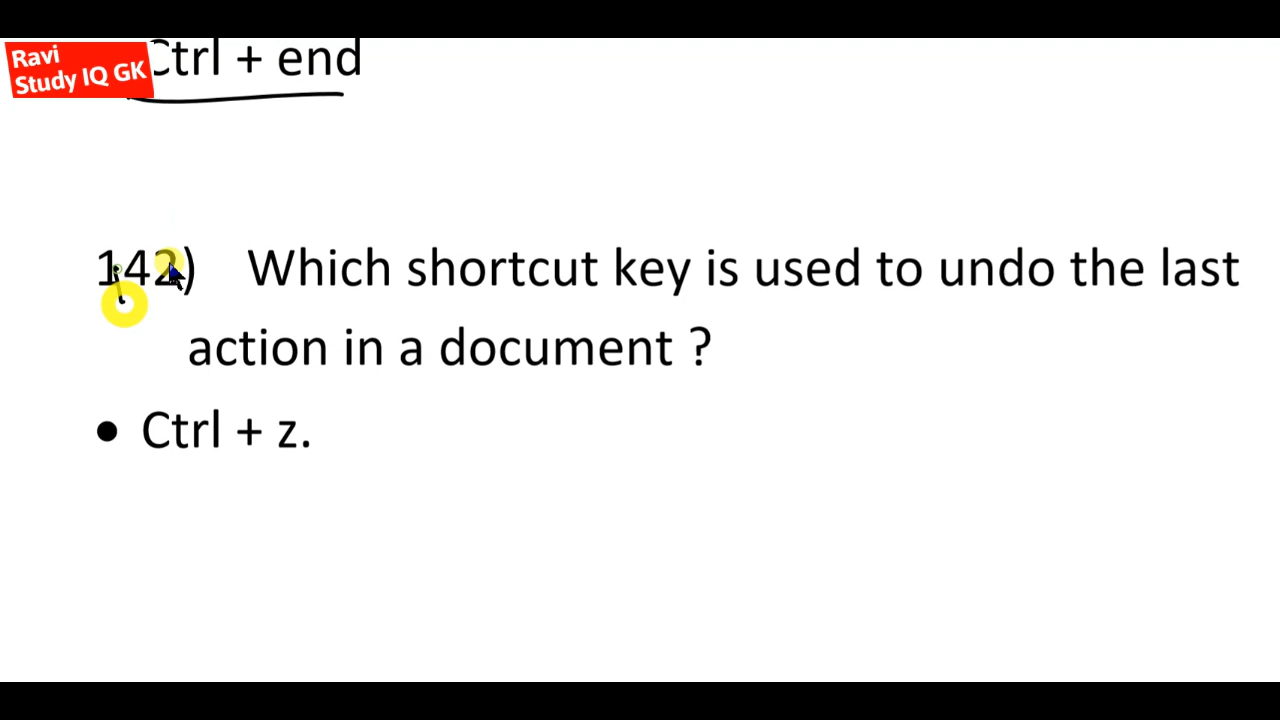 Ravi
Study IQ GK
Ctrl + end
142) Which shortcut key is used to undo the last
action in a document ?
• Ctrl + z.